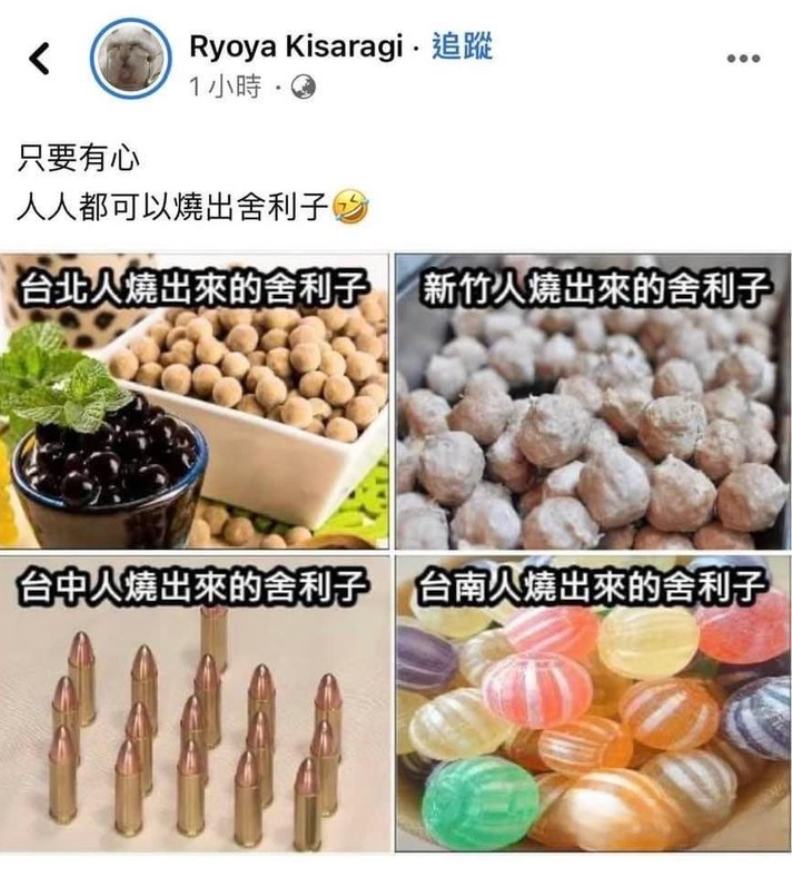 Ryoya Kisaragi · 追蹤
1 小時 ·
只要有心
人人都可以燒出舍利子🤣
台北人燒出來的舍利子
新竹人燒出來的舍利子
台中人燒出來的舍利子
台南人燒出來的舍利子